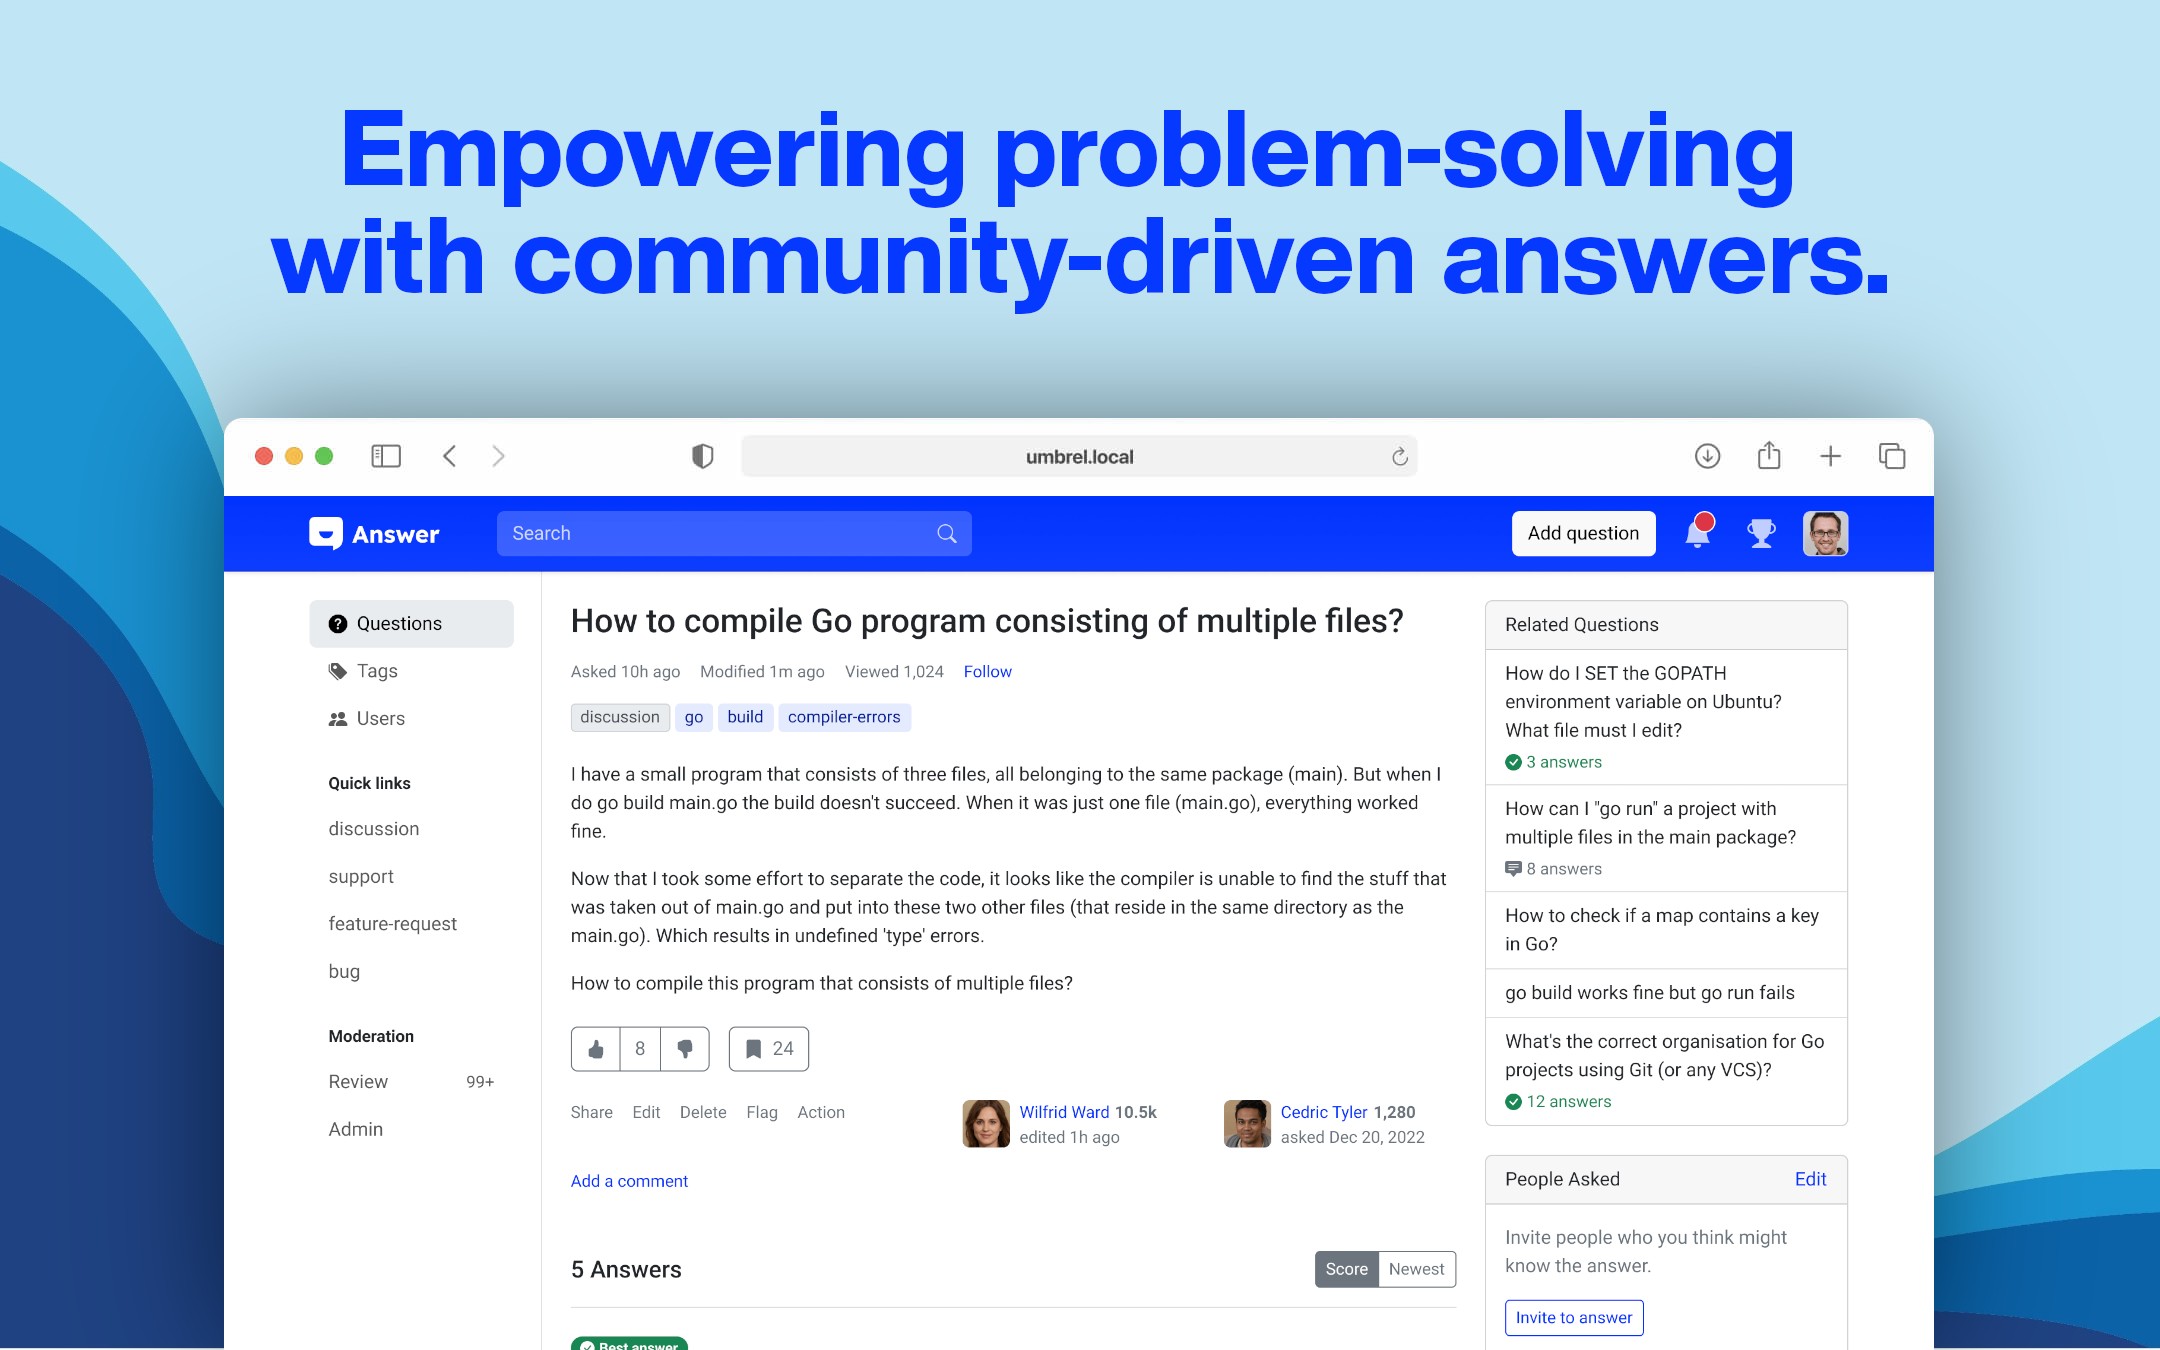 Empowering problem-solving
with community-driven answers.
umbrel.local
Answer
Search
Add question
Questions
Tags
Users
Quick links
discussion
support
feature-request
bug
Moderation
Review 99+
Admin
How to compile Go program consisting of multiple files?
Asked 10h ago Modified 1m ago Viewed 1,024 Follow
discussion go build compiler-errors
I have a small program that consists of three files, all belonging to the same package (main). But when I
do go build main.go the build doesn't succeed. When it was just one file (main.go), everything worked
fine.
Now that I took some effort to separate the code, it looks like the compiler is unable to find the stuff that
was taken out of main.go and put into these two other files (that reside in the same directory as the
main.go). Which results in undefined 'type' errors.
How to compile this program that consists of multiple files?
8 24
Share Edit Delete Flag Action
Wilfrid Ward 10.5k
edited 1h ago
Cedric Tyler 1,280
asked Dec 20, 2022
Add a comment
5 Answers
Score Newest
Best answer
Related Questions
How do I SET the GOPATH
environment variable on Ubuntu?
What file must I edit?
3 answers
How can I "go run" a project with
multiple files in the main package?
8 answers
How to check if a map contains a key
in Go?
go build works fine but go run fails
What's the correct organisation for Go
projects using Git (or any VCS)?
12 answers
People Asked Edit
Invite people who you think might
know the answer.
Invite to answer